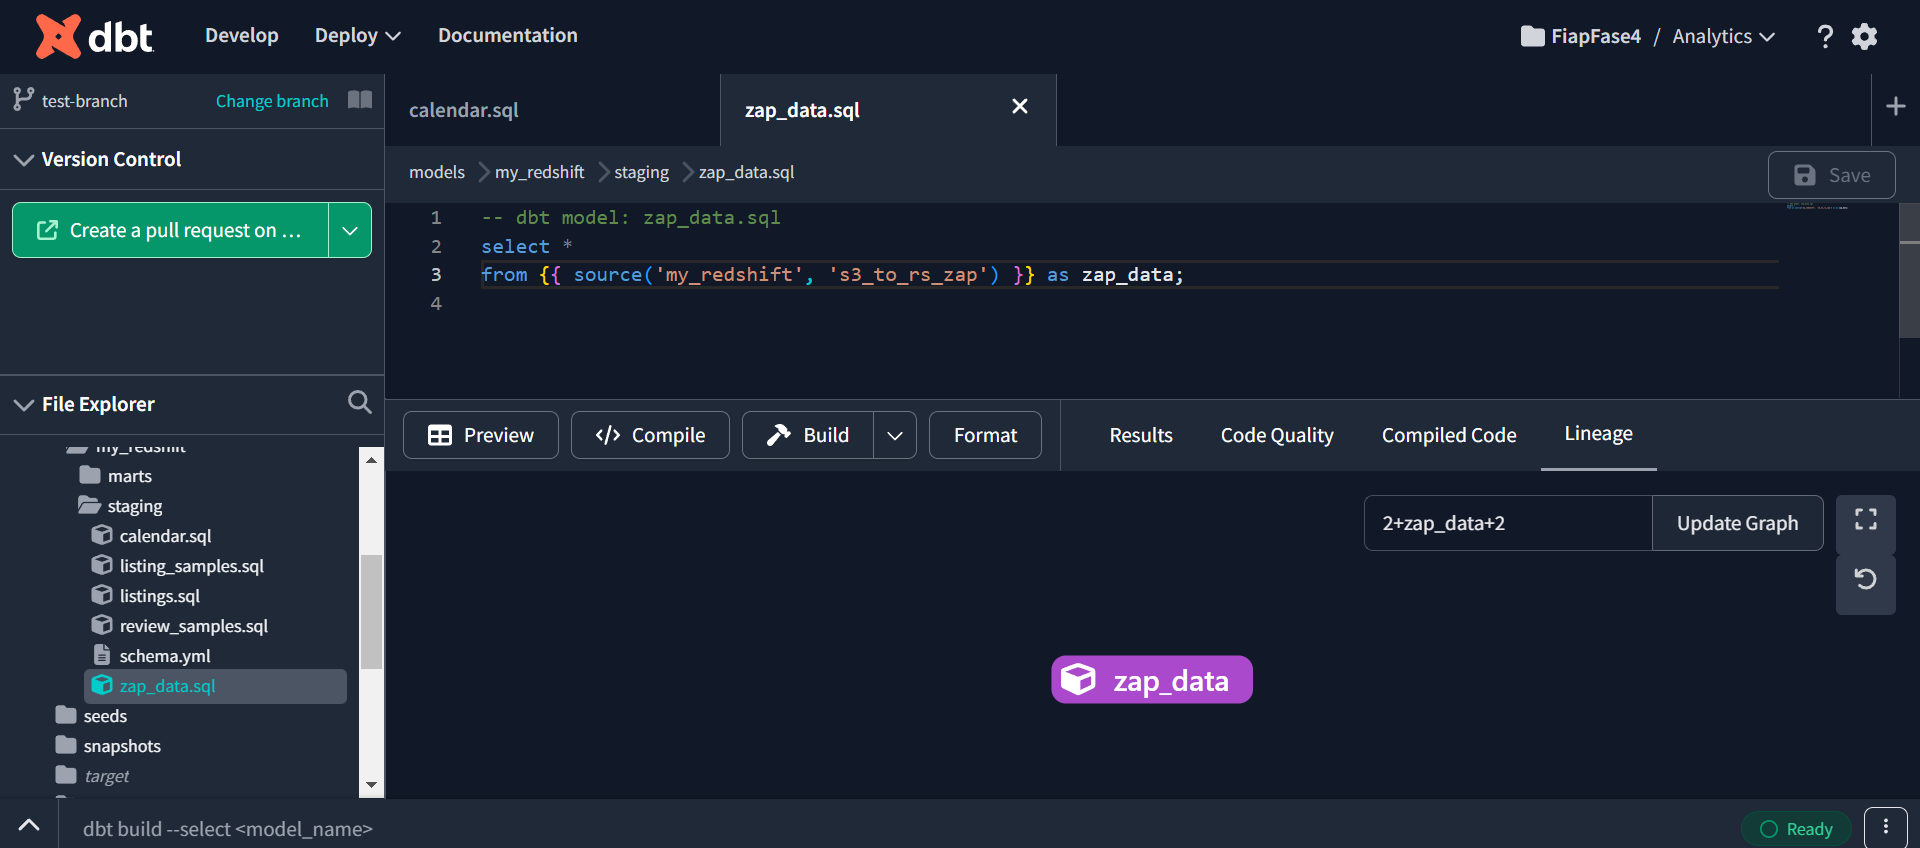 dbt Develop Deploy Documentation FiapFase4 / Analytics ?
test-branch Change branch
Version Control
Create a pull request on ...
File Explorer
my_redshift
marts
staging
calendar.sql
listing_samples.sql
listings.sql
review_samples.sql
schema.yml
zap_data.sql
seeds
snapshots
target
calendar.sql zap_data.sql
models my_redshift staging zap_data.sql Save
1 -- dbt model: zap_data.sql
2 select *
3 from {{ source('my_redshift', 's3_to_rs_zap') }} as zap_data;
4
Preview </> Compile Build Format Results Code Quality Compiled Code Lineage
2+zap_data+2 Update Graph
zap_data
dbt build --select <model_name> Ready